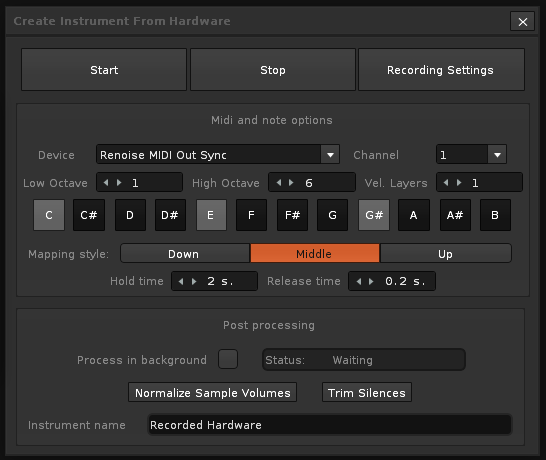 Create Instrument From Hardware
Start Stop Recording Settings
Midi and note options
Device Renoise MIDI Out Sync Channel 1
Low Octave 1 High Octave 6 Vel. Layers 1
C C# D D# E F F# G G# A A# B
Mapping style: Down Middle Up
Hold time 2 s. Release time 0.2 s.
Post processing
Process in background Status: Waiting
Normalize Sample Volumes Trim Silences
Instrument name Recorded Hardware